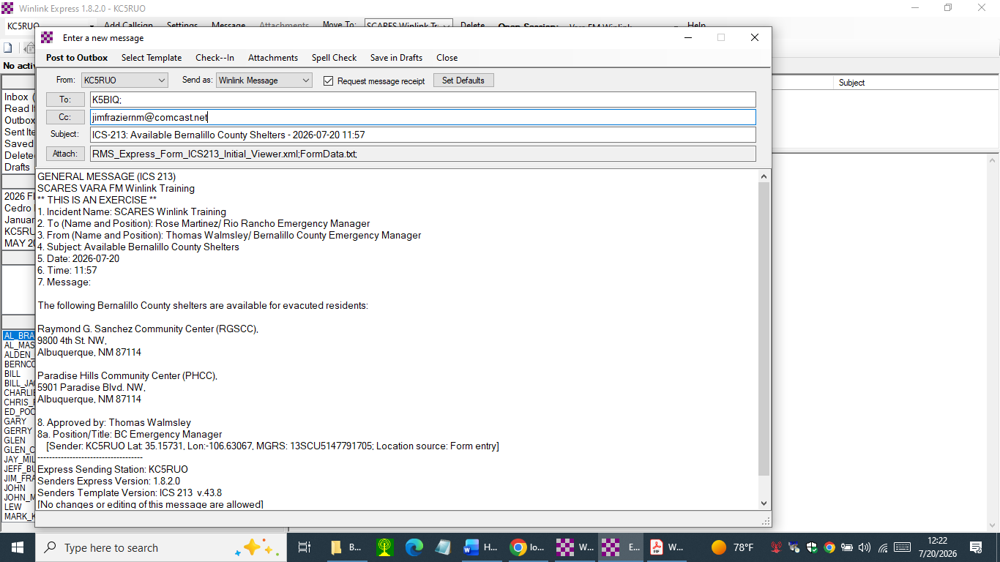 Winlink Express 1.8.2.0 - KC5RUO
KC5RUO Add Callsign Settings Message Attachments Move To: SCARES Winlink Tr: Delete Open Session: Vara FM Winlink Help
Enter a new message
Post to Outbox Select Template Check--In Attachments Spell Check Save in Drafts Close
No activ
From: KC5RUO Send as: Winlink Message Request message receipt Set Defaults
Subject
To: K5BIQ;
Cc: jimfraziernm@comcast.net
Subject: ICS-213: Available Bernalillo County Shelters - 2026-07-20 11:57
Attach: RMS_Express_Form_ICS213_Initial_Viewer.xml;FormData.txt;
Inbox (
Read It
Outbox
Sent Ite
Saved
Delete
Drafts
2026 Fl
Cedro
Januar
KC5RU
MAY 20
AL_BRA
AL_MAS
ALDEN
BERNCO
BILL
BILL_JA
CHARLIE
CHRIS_
ED_POO
GARY
GERRY
GLEN
GLEN_C
JAY_MIL
JEFF_BU
JIM_FRA
JOHN
JOHN_M
LEW
MARK_K
GENERAL MESSAGE (ICS 213)
SCARES VARA FM Winlink Training
** THIS IS AN EXERCISE **
1. Incident Name: SCARES Winlink Training
2. To (Name and Position): Rose Martinez/ Rio Rancho Emergency Manager
3. From (Name and Position): Thomas Walmsley/ Bernalillo County Emergency Manager
4. Subject: Available Bernalillo County Shelters
5. Date: 2026-07-20
6. Time: 11:57
7. Message:
The following Bernalillo County shelters are available for evacuted residents:
Raymond G. Sanchez Community Center (RGSCC),
9800 4th St. NW,
Albuquerque, NM 87114
Paradise Hills Community Center (PHCC),
5901 Paradise Blvd. NW,
Albuquerque, NM 87114
8. Approved by: Thomas Walmsley
8a. Position/Title: BC Emergency Manager
[Sender: KC5RUO Lat: 35.15731, Lon:-106.63067, MGRS: 13SCU5147791705; Location source: Form entry]
------------------------------------
Express Sending Station: KC5RUO
Senders Express Version: 1.8.2.0
Senders Template Version: ICS 213 v.43.8
[No changes or editing of this message are allowed]
Type here to search B... H... Io... W... E... W... 78°F 12:22
7/20/2026